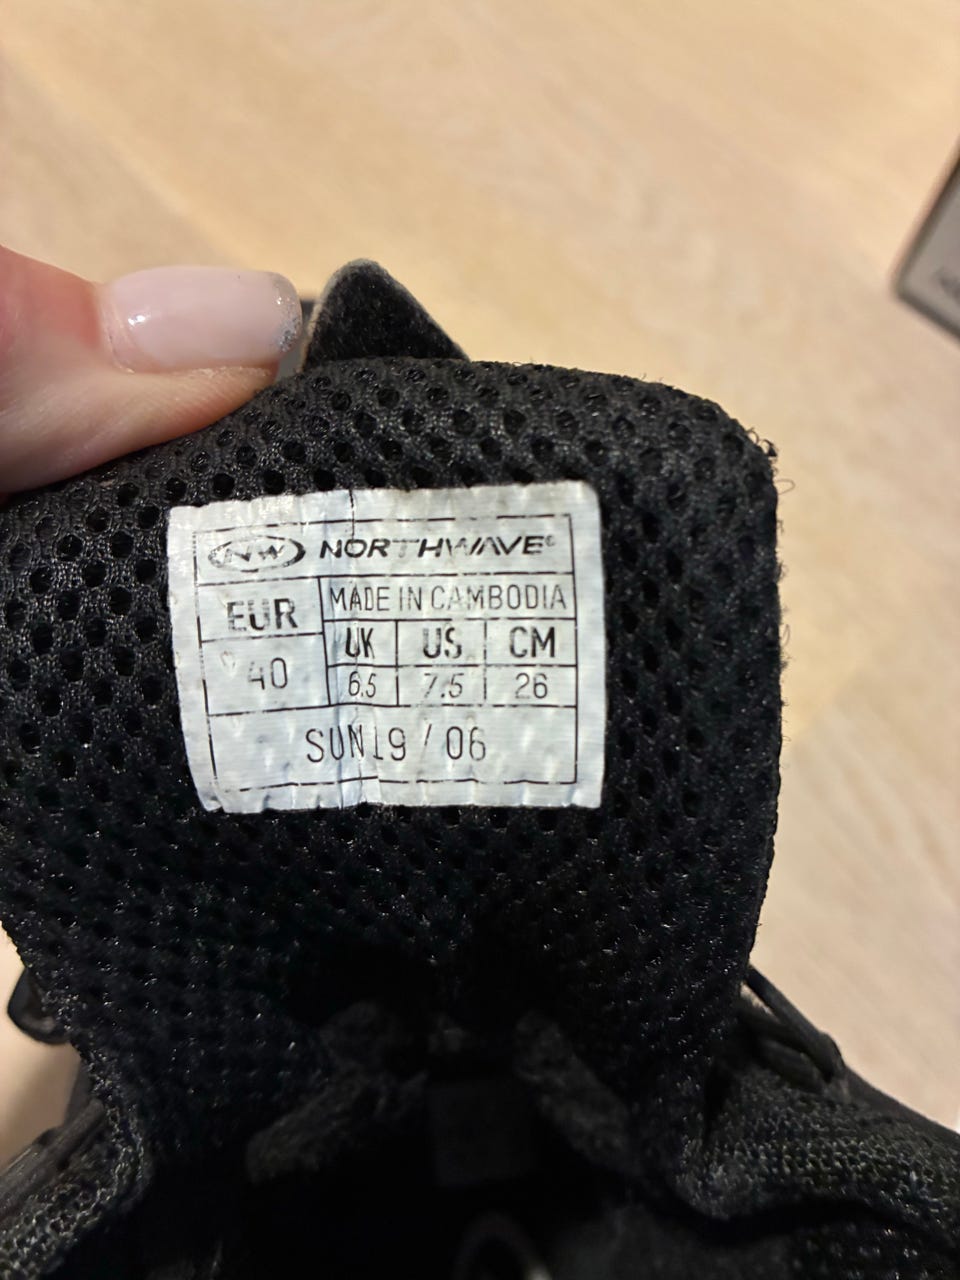 NW NORTHWAVE
EUR MADE IN CAMBODIA
UK US CM
40 6.5 7.5 26
SUN19 / 06